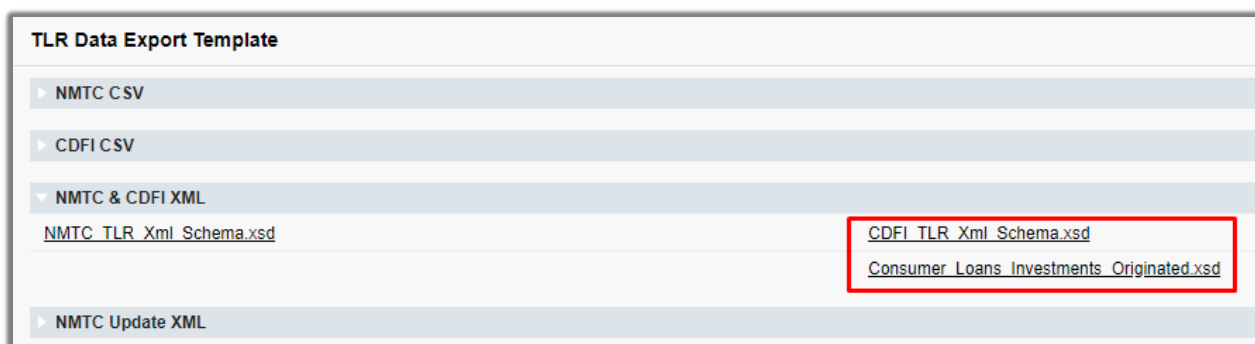 TLR Data Export Template
NMTC CSV
CDFI CSV
NMTC & CDFI XML
NMTC_TLR_Xml_Schema.xsd
CDFI_TLR_Xml_Schema.xsd
Consumer_Loans_Investments_Originated.xsd
NMTC Update XML